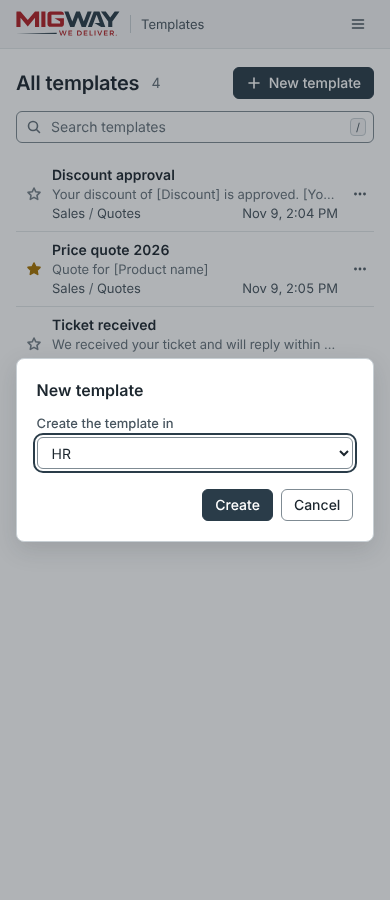 MIGWAY
WE DELIVER.
Templates
All templates 4
New template
Search templates /
Discount approval
Your discount of [Discount] is approved. [Yo...
Sales / Quotes Nov 9, 2:04 PM
Price quote 2026
Quote for [Product name]
Sales / Quotes Nov 9, 2:05 PM
Ticket received
We received your ticket and will reply within ...
New template
Create the template in
HR
Create Cancel